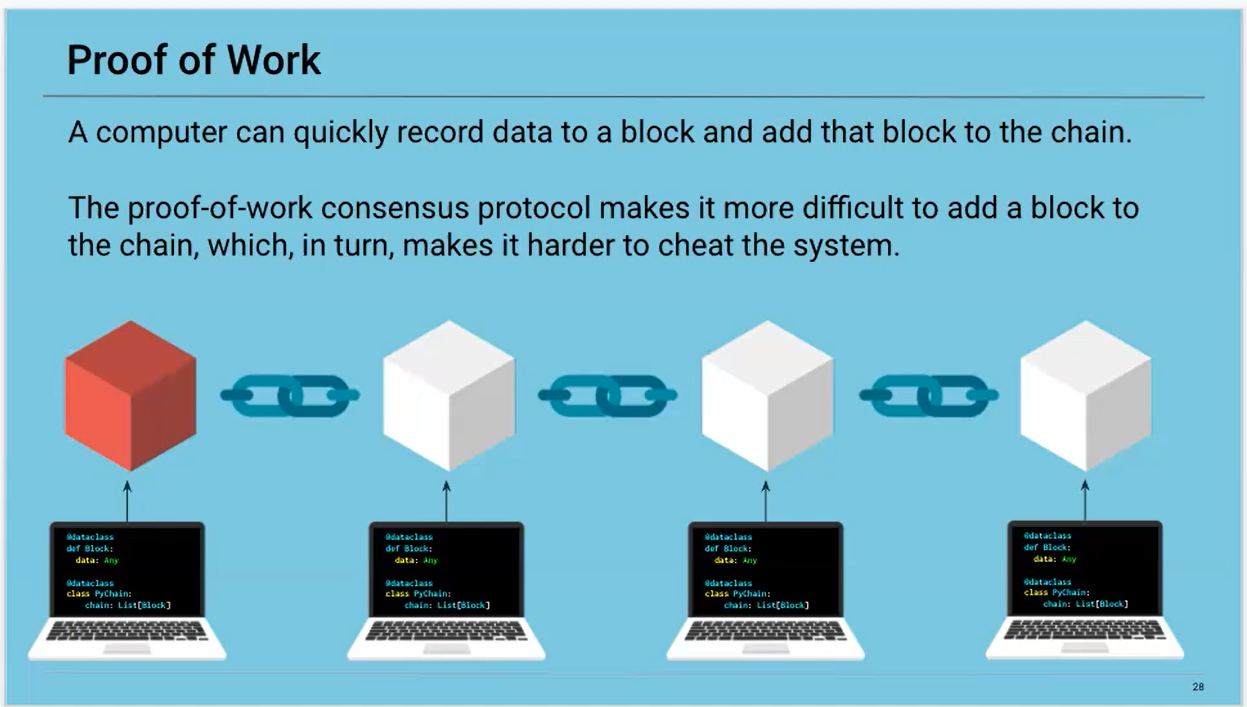 Proof of Work
A computer can quickly record data to a block and add that block to the chain.
The proof-of-work consensus protocol makes it more difficult to add a block to
the chain, which, in turn, makes it harder to cheat the system.
@dataclass
def Block:
data: Any
@dataclass
class PyChain:
chain: List[Block]
@dataclass
def Block:
data: Any
@dataclass
class PyChain:
chain: List[Block]
@dataclass
def Block:
data: Any
@dataclass
class PyChain:
chain: List[Block]
@dataclass
def Block:
data: Any
@dataclass
class PyChain:
chain: List[Block]
28